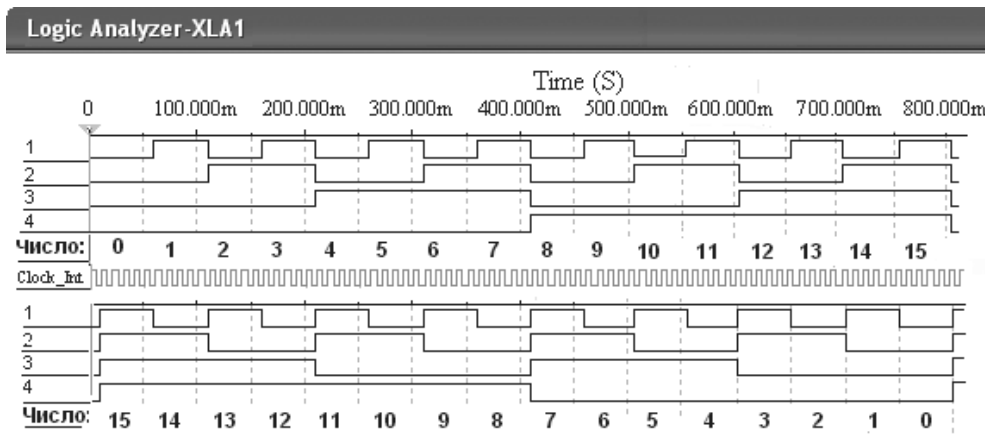 Logic Analyzer-XLA1
Time (S)
0 100.000m 200.000m 300.000m 400.000m 500.000m 600.000m 700.000m 800.000m
1
2
3
4
Число: 0 1 2 3 4 5 6 7 8 9 10 11 12 13 14 15
Clock_Int
1
2
3
4
Число: 15 14 13 12 11 10 9 8 7 6 5 4 3 2 1 0